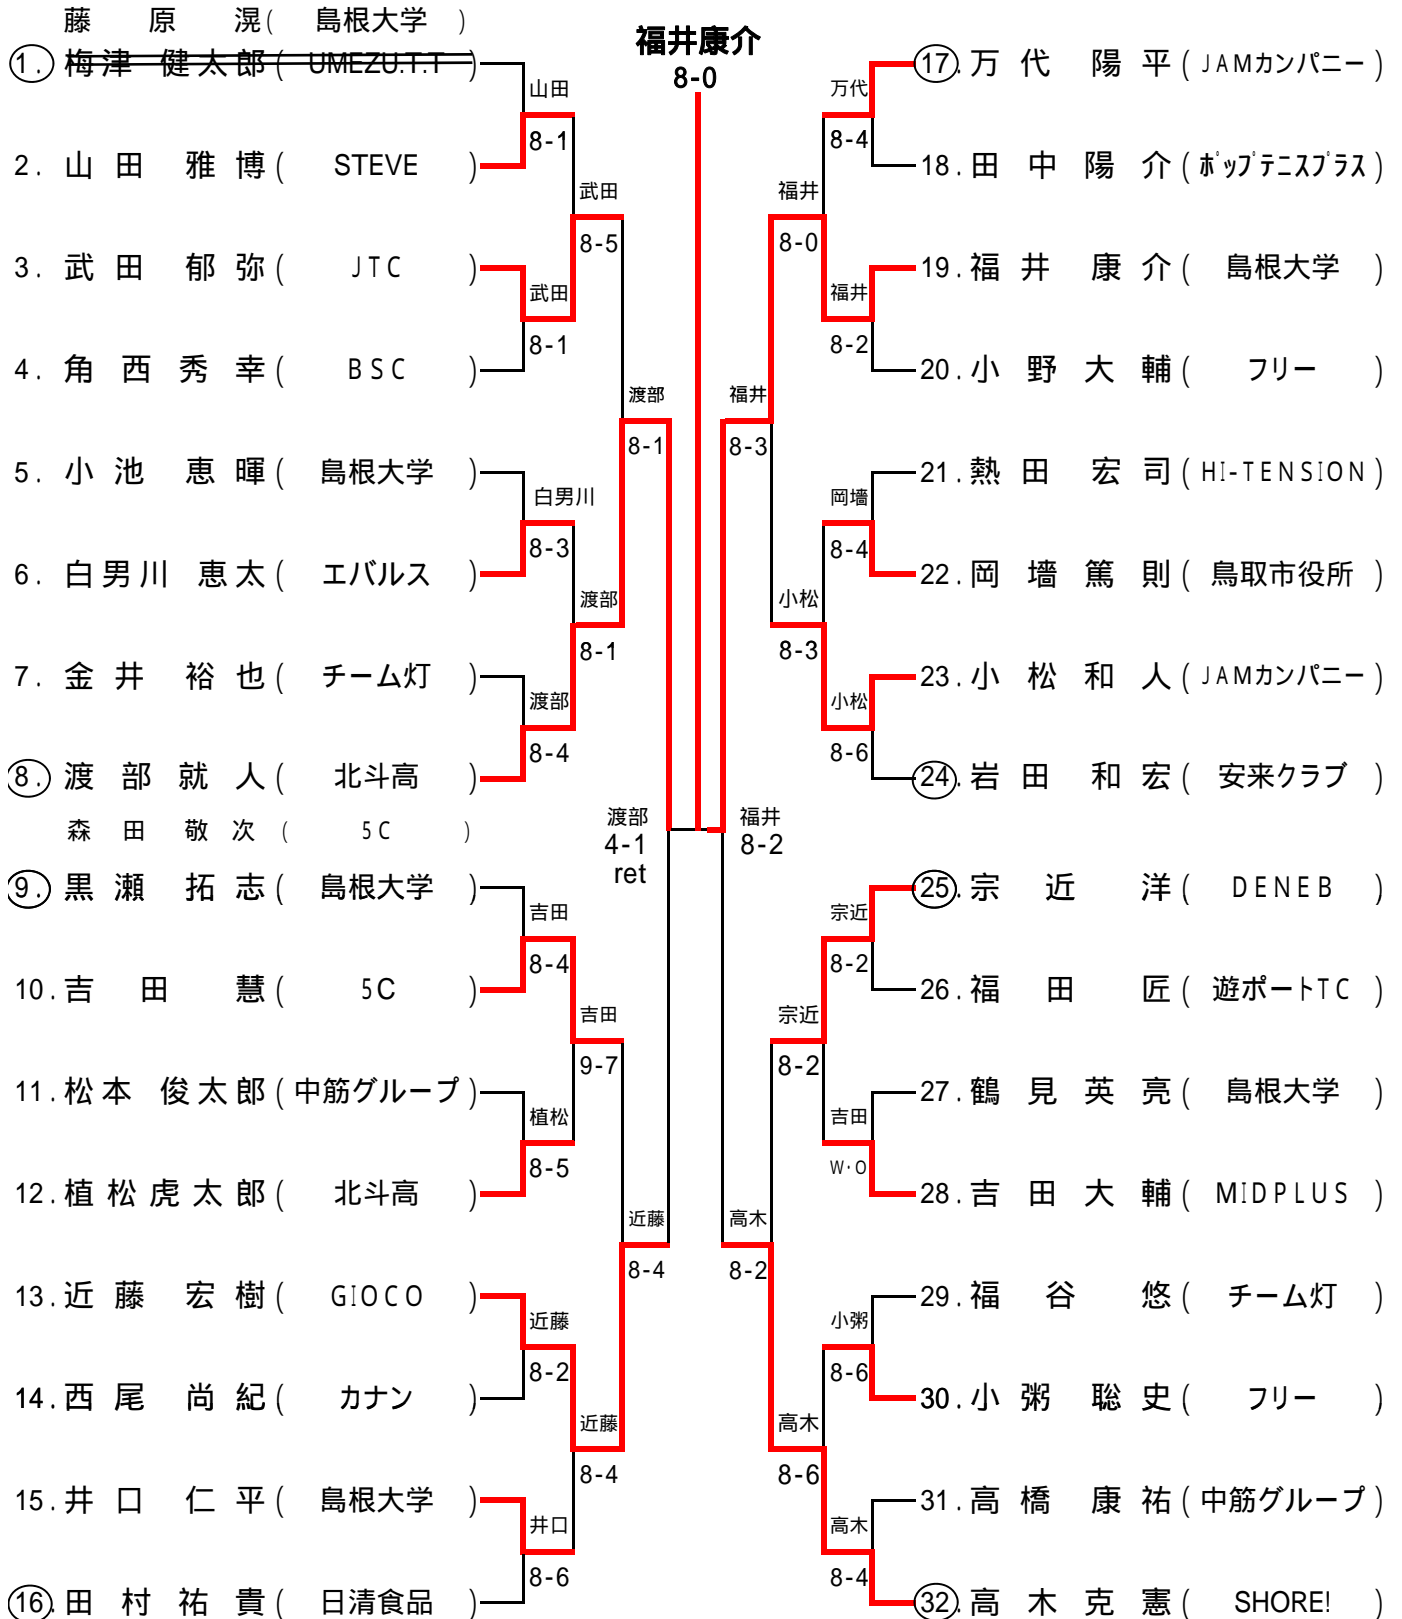 藤原 滉 ( 島根大学 )
1. 梅津 健太郎 ( UMEZU.T.T )
2. 山田 雅博 ( STEVE )
3. 武田 郁弥 ( JTC )
4. 角西秀幸 ( BSC )
5. 小池 恵暉 ( 島根大学 )
6. 白男川 恵太 ( エバルス )
7. 金井 裕也 ( チーム灯 )
8. 渡部就人 ( 北斗高 )
森田敬次 ( 5C )
9. 黒瀬 拓志 ( 島根大学 )
10. 吉田 慧 ( 5C )
11. 松本 俊太郎 ( 中筋グループ )
12. 植松虎太郎 ( 北斗高 )
13. 近藤 宏樹 ( GIOCO )
14. 西尾 尚紀 ( カナン )
15. 井口 仁平 ( 島根大学 )
16. 田村祐貴 ( 日清食品 )
山田
8-1
武田
8-1
白男川
8-3
渡部
8-4
吉田
8-4
植松
8-5
近藤
8-2
井口
8-6
武田
8-5
渡部
8-1
吉田
9-7
近藤
8-4
渡部
8-1
近藤
8-4
渡部
4-1
ret
福井康介
8-0
福井
8-2
福井
8-3
高木
8-2
福井
8-0
小松
8-3
宗近
8-2
高木
8-6
万代
8-4
福井
8-2
岡墻
8-4
小松
8-6
宗近
8-2
吉田
W・O
小粥
8-6
高木
8-4
17. 万代 陽平 ( JAMカンパニー )
18. 田中陽介 ( ポップテニスプラス )
19. 福井 康介 ( 島根大学 )
20. 小野大輔 ( フリー )
21. 熱田 宏司 ( HI-TENSION )
22. 岡墻篤則 ( 鳥取市役所 )
23. 小松和人 ( JAMカンパニー )
24. 岩田 和宏 ( 安来クラブ )
25. 宗近 洋 ( DENEB )
26. 福田 匠 ( 遊ポートTC )
27. 鶴見英亮 ( 島根大学 )
28. 吉田大輔 ( MIDPLUS )
29. 福谷 悠 ( チーム灯 )
30. 小粥 聡史 ( フリー )
31. 高橋 康祐 ( 中筋グループ )
32. 高木克憲 ( SHORE! )